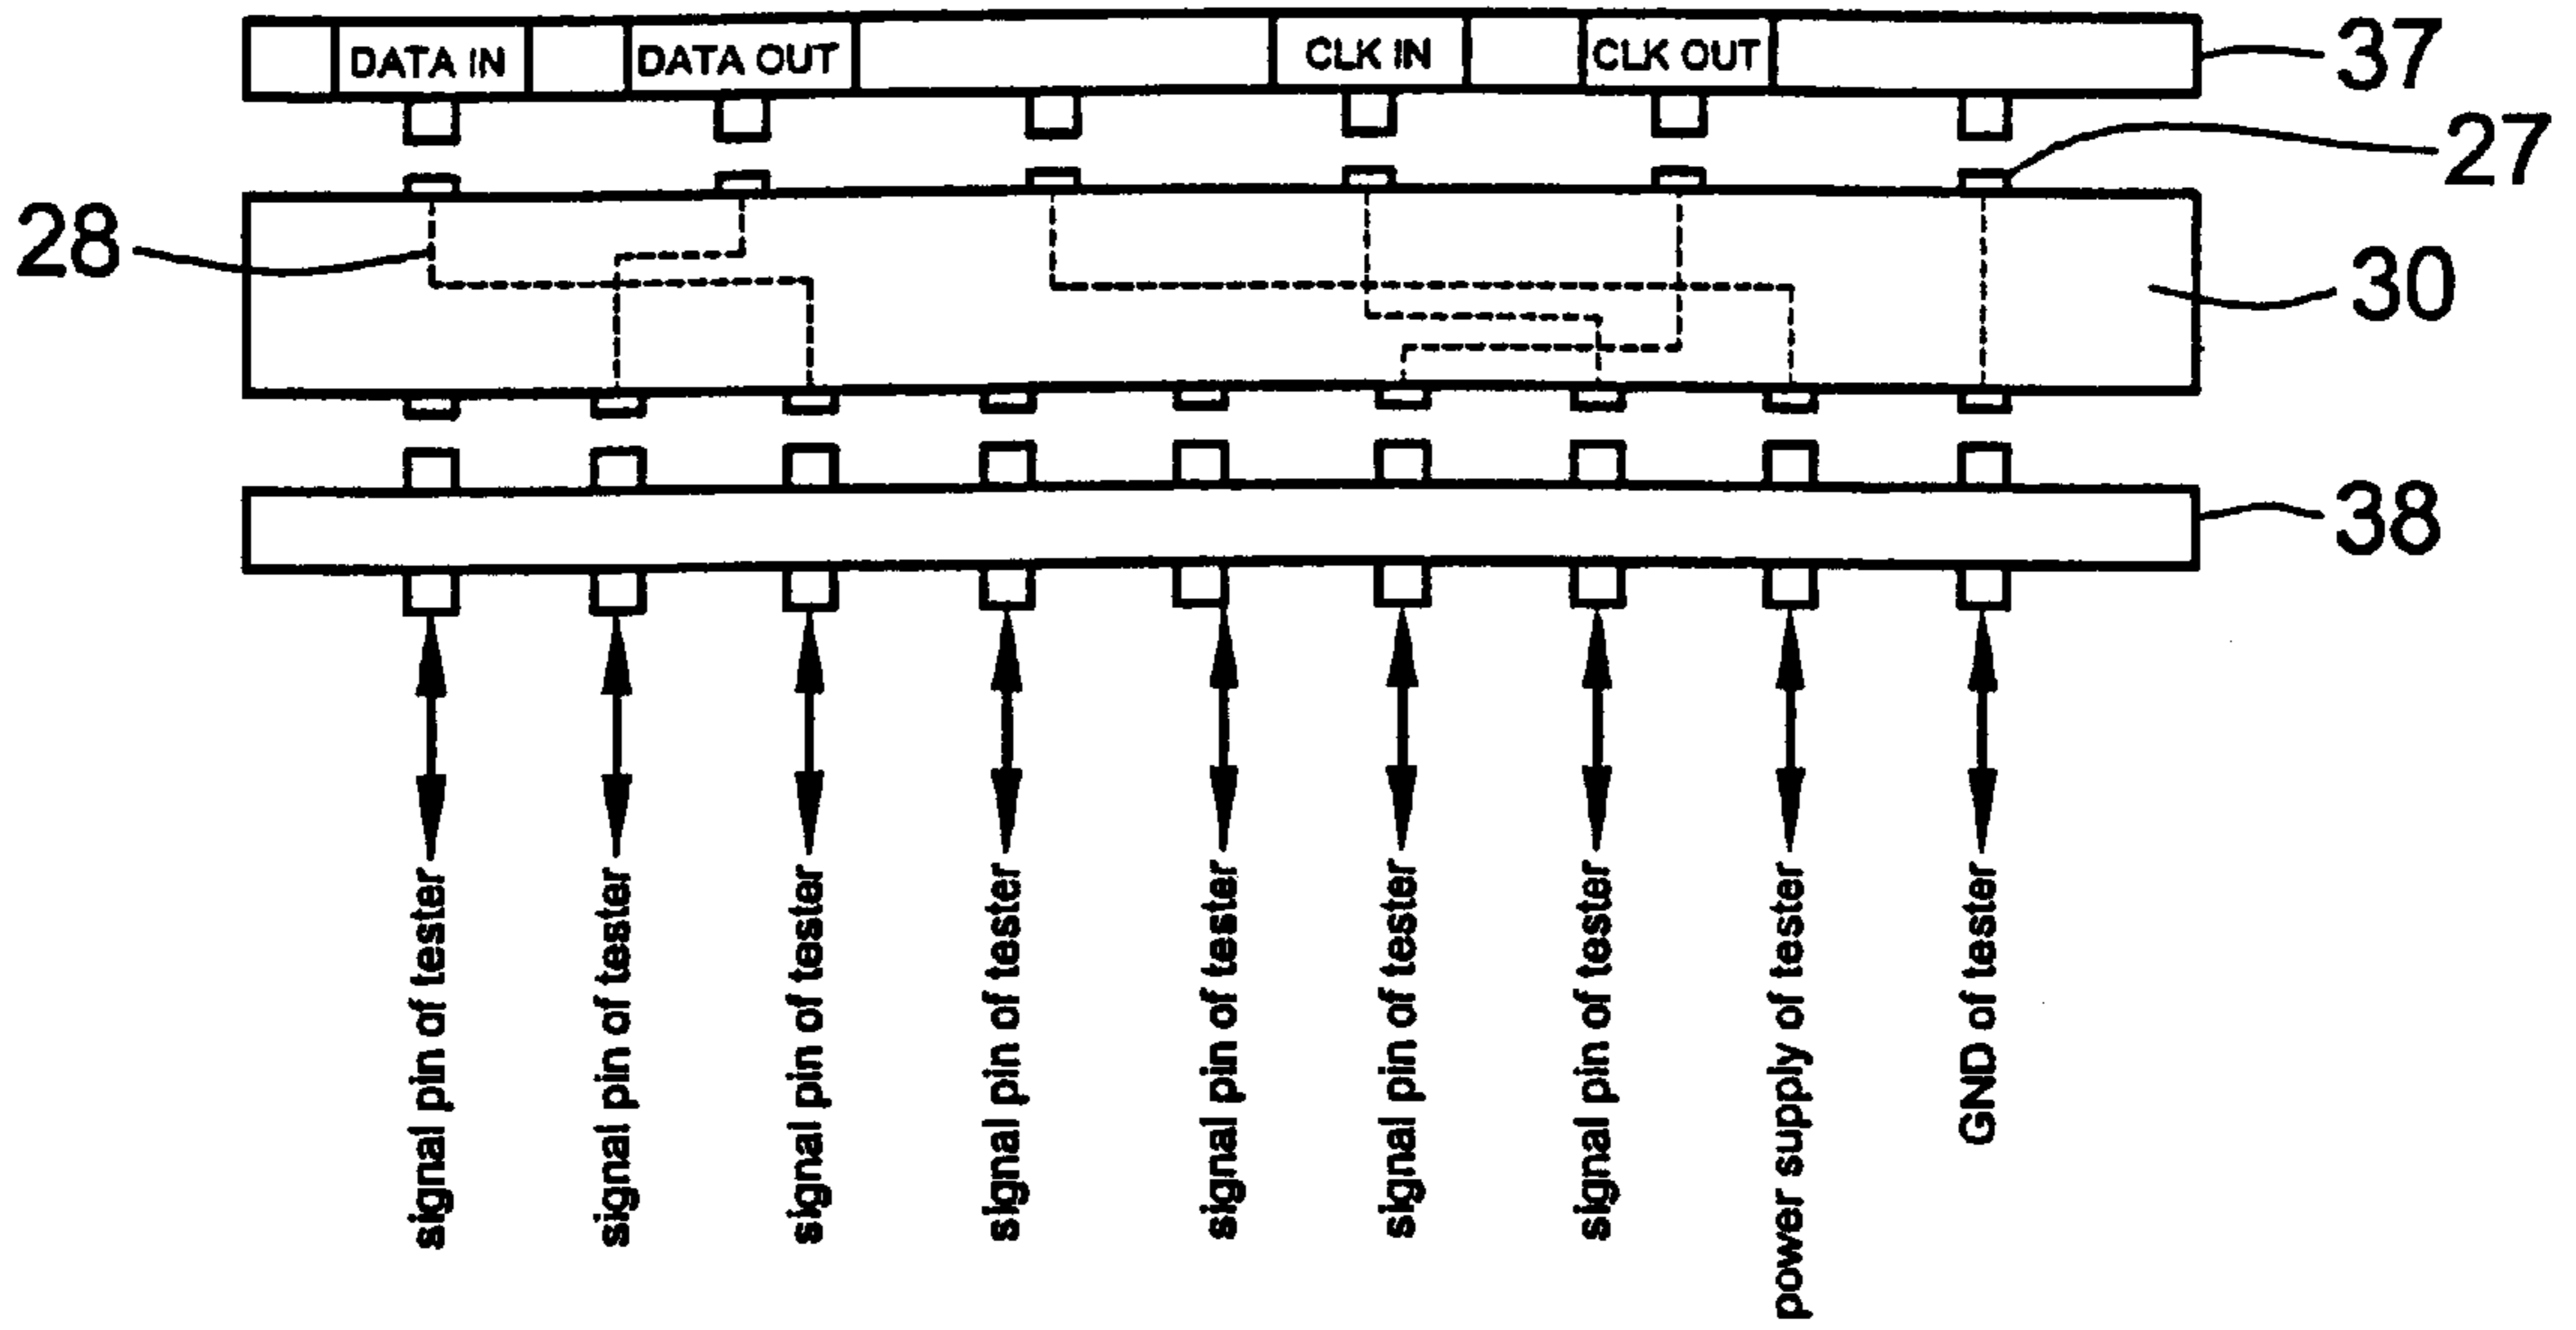 DATA IN
DATA OUT
CLK IN
CLK OUT
37
27
28
30
38
signal pin of tester
signal pin of tester
signal pin of tester
signal pin of tester
signal pin of tester
signal pin of tester
signal pin of tester
power supply of tester
GND of tester